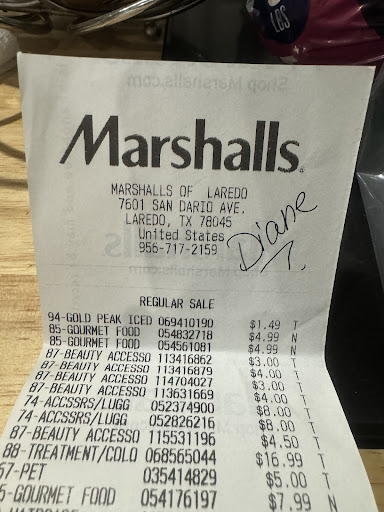 LBS
Shop Marshalls.com
Marshalls.
MARSHALLS OF LAREDO
7601 SAN DARIO AVE.
LAREDO, TX 78045
United States
956-717-2159
Diane
7.
REGULAR SALE
94-GOLD PEAK ICED 069410190 $1.49 T
85-GOURMET FOOD 054832718 $4.99 N
85-GOURMET FOOD 054561081 $4.99 N
87-BEAUTY ACCESSO 113416862 $3.00 T
87-BEAUTY ACCESSO 113416879 $4.00 T
87-BEAUTY ACCESSO 114704027 $3.00 T
87-BEAUTY ACCESSO 113631669 $4.00 T
74-ACCSSRS/LUGG 052374900 $8.00 T
74-ACCSSRS/LUGG 052826216 $8.00 T
87-BEAUTY ACCESSO 115531196 $4.50 T
88-TREATMENT/COLO 068565044 $16.99 T
57-PET 035414829 $5.00 T
5-GOURMET FOOD 054176197 $7.99 N